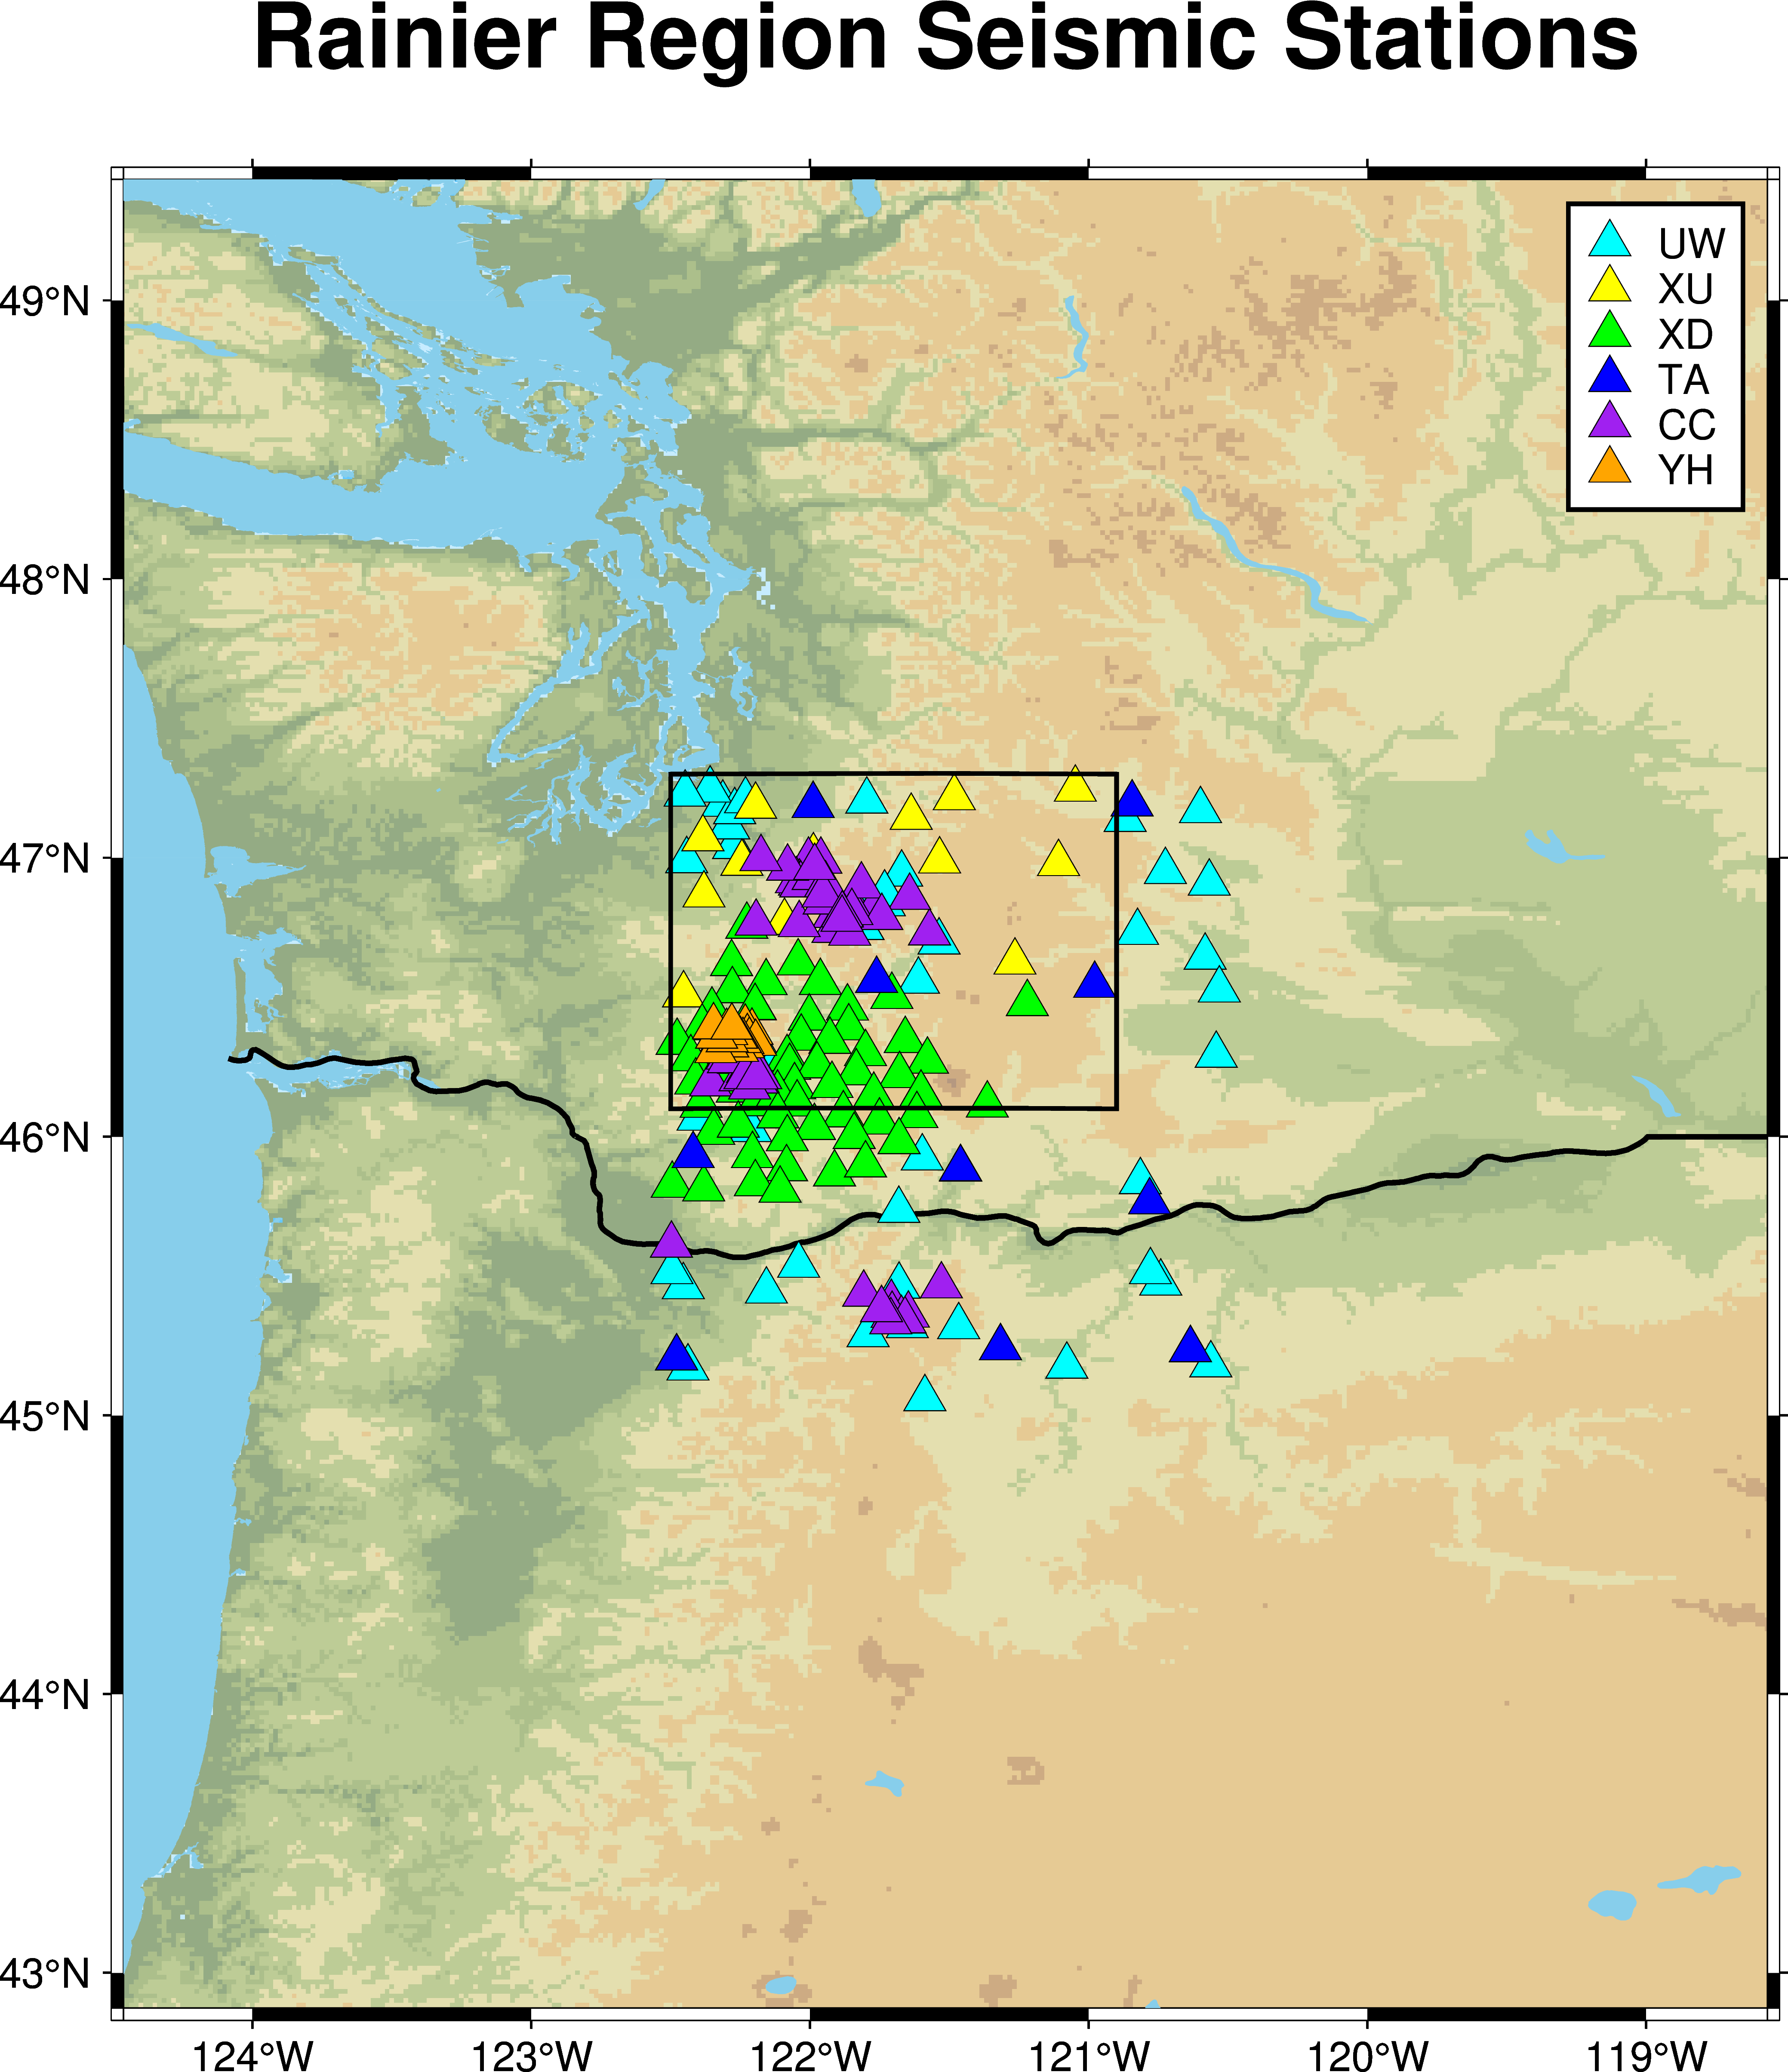 Rainier Region Seismic Stations
UW
XU
XD
TA
CC
YH
49°N
48°N
47°N
46°N
45°N
44°N
43°N
124°W 123°W 122°W 121°W 120°W 119°W